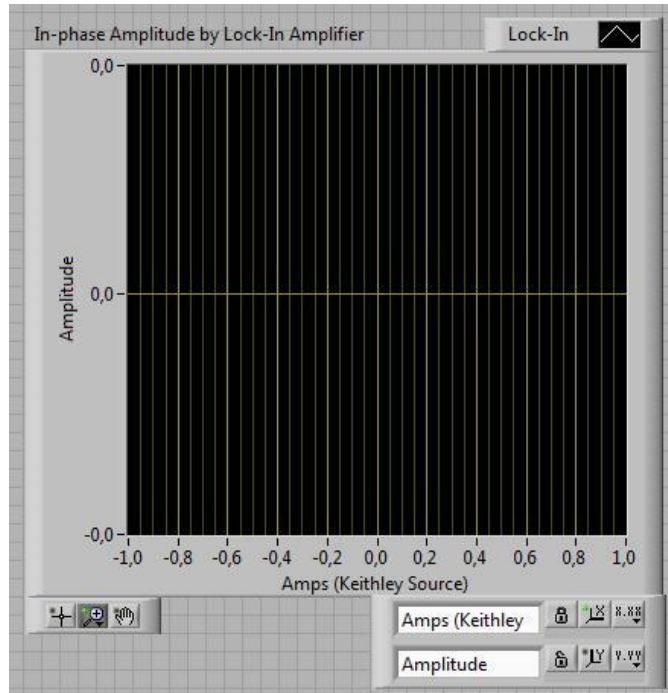 In-phase Amplitude by Lock-In Amplifier
Lock-In
0,0
0,0
-0,0
Amplitude
-1,0 -0,8 -0,6 -0,4 -0,2 0,0 0,2 0,4 0,6 0,8 1,0
Amps (Keithley Source)
Amps (Keithley
X X.XX
Amplitude
Y Y.YY